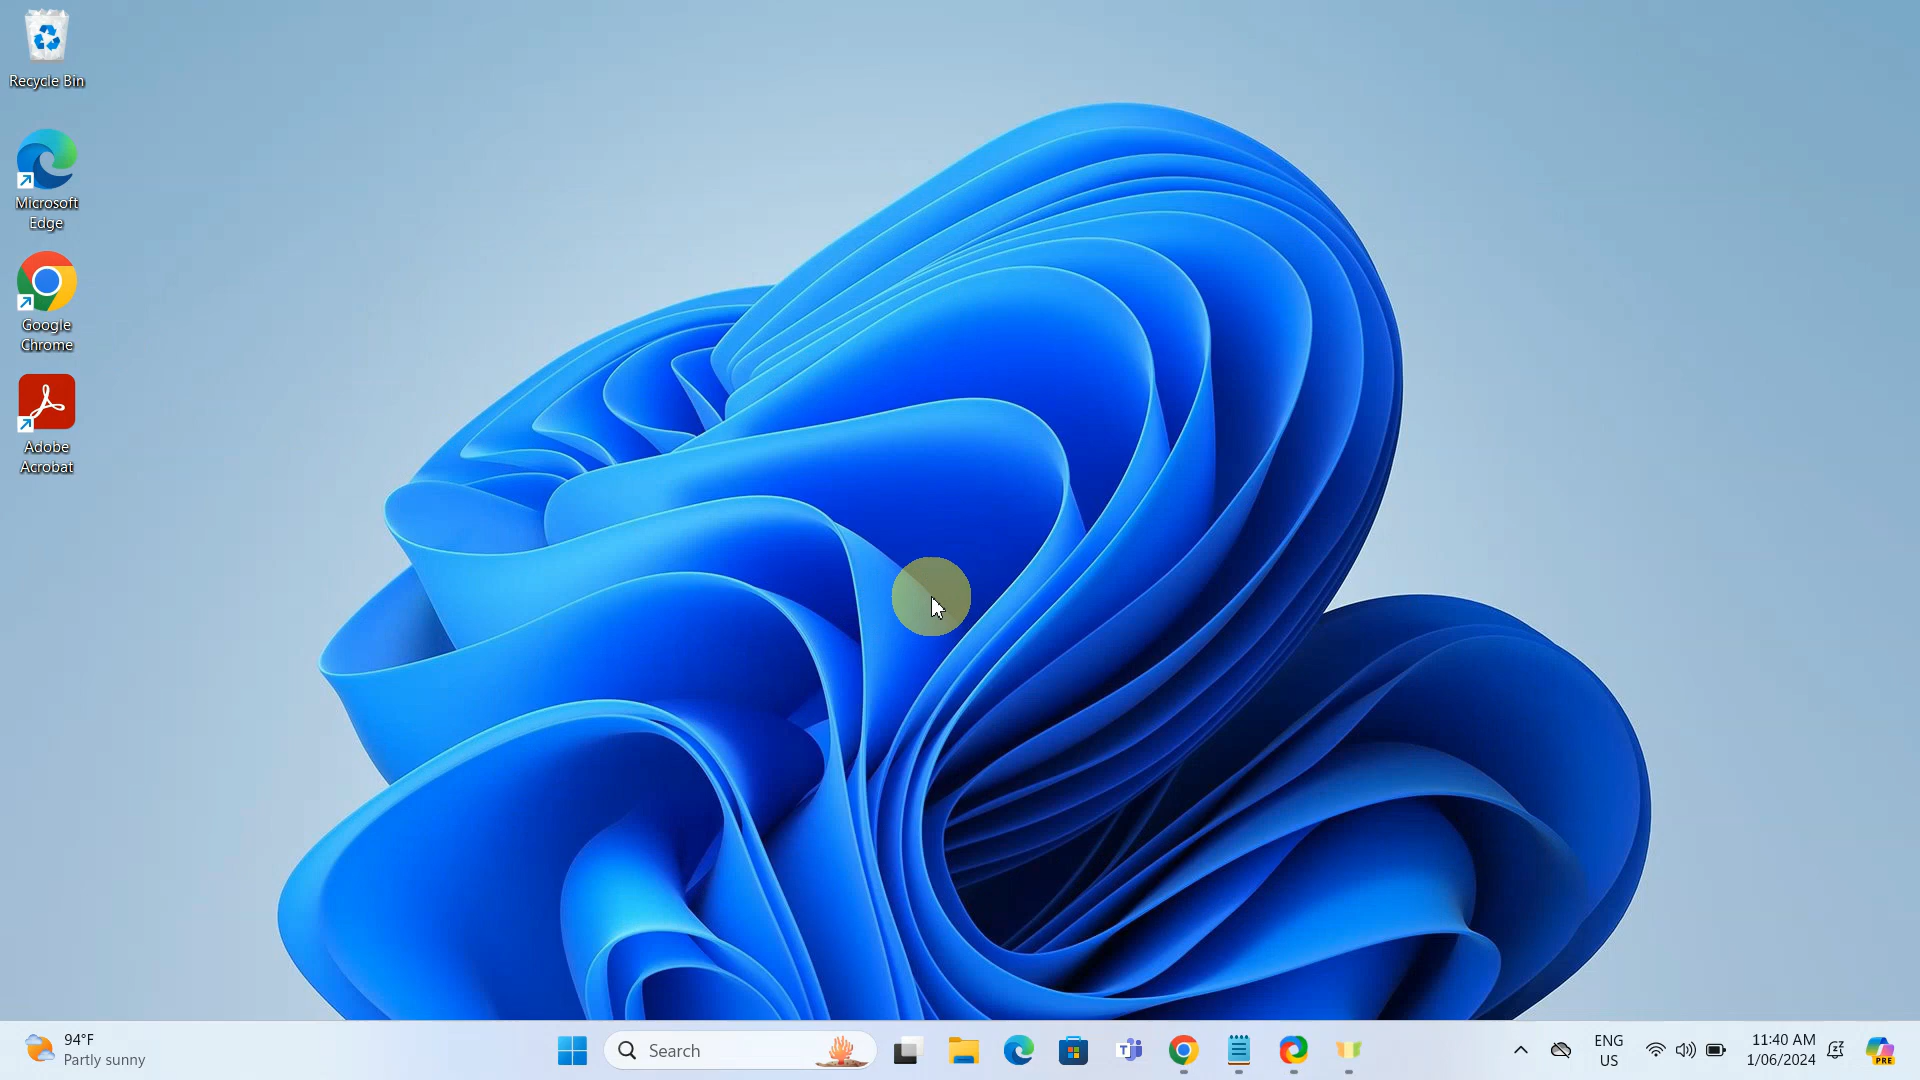 Recycle Bin
Microsoft
Edge
Google
Chrome
Adobe
Acrobat
94°F
Partly sunny
Search
ENG
US
11:40 AM
1/06/2024
PRE